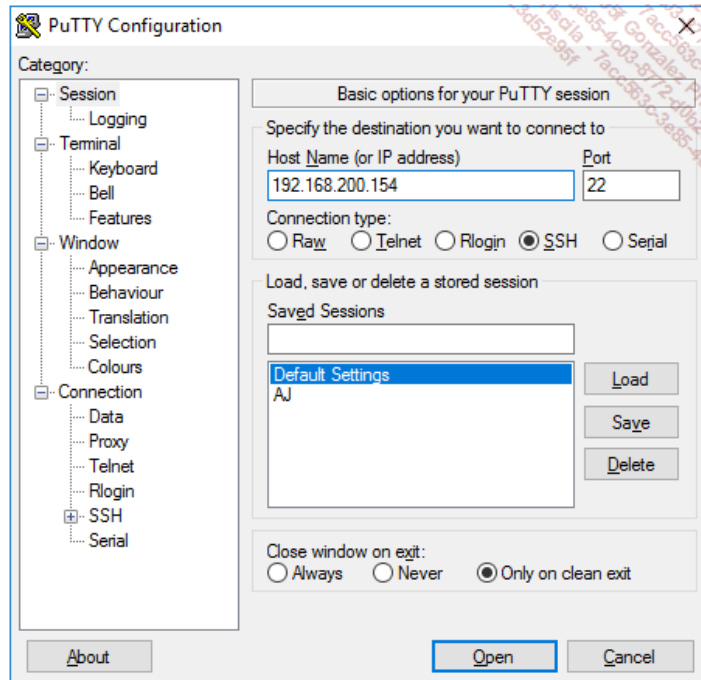 PuTTY Configuration
Category:
Session
Logging
Terminal
Keyboard
Bell
Features
Window
Appearance
Behaviour
Translation
Selection
Colours
Connection
Data
Proxy
Telnet
Rlogin
SSH
Serial
Basic options for your PuTTY session
Specify the destination you want to connect to
Host Name (or IP address) Port
192.168.200.154 22
Connection type:
Raw Telnet Rlogin SSH Serial
Load, save or delete a stored session
Saved Sessions
Default Settings
AJ
Load
Save
Delete
Close window on exit:
Always Never Only on clean exit
About Open Cancel